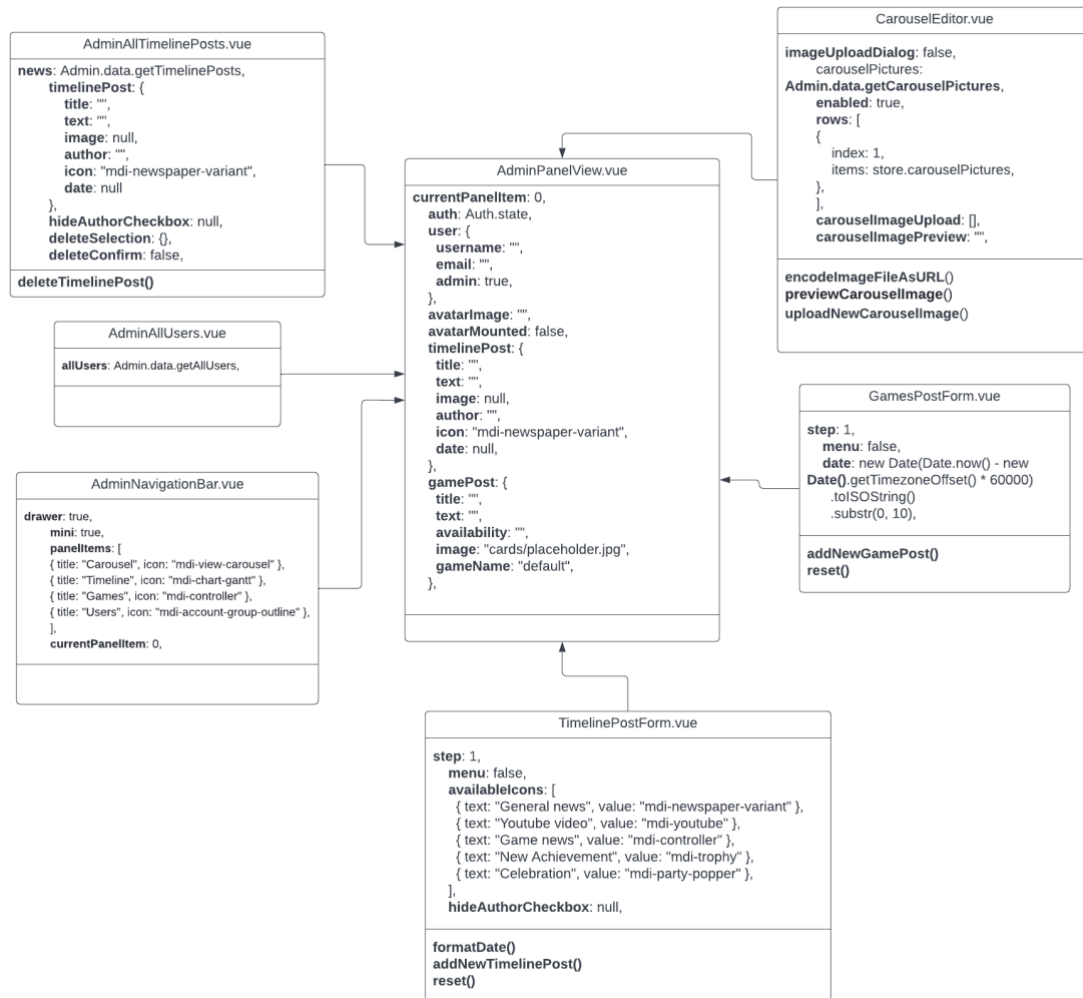 AdminAllTimelinePosts.vue
news: Admin.data.getTimelinePosts,
timelinePost: {
title: "",
text: "",
image: null,
author: "",
icon: "mdi-newspaper-variant",
date: null
},
hideAuthorCheckbox: null,
deleteSelection: {},
deleteConfirm: false,
deleteTimelinePost()
AdminAllUsers.vue
allUsers: Admin.data.getAllUsers,
AdminNavigationBar.vue
drawer: true,
mini: true,
panelItems: [
{ title: "Carousel", icon: "mdi-view-carousel" },
{ title: "Timeline", icon: "mdi-chart-gantt" },
{ title: "Games", icon: "mdi-controller" },
{ title: "Users", icon: "mdi-account-group-outline" },
],
currentPanelItem: 0,
AdminPanelView.vue
currentPanelItem: 0,
auth: Auth.state,
user: {
username: "",
email: "",
admin: true,
},
avatarImage: "",
avatarMounted: false,
timelinePost: {
title: "",
text: "",
image: null,
author: "",
icon: "mdi-newspaper-variant",
date: null,
},
gamePost: {
title: "",
text: "",
availability: "",
image: "cards/placeholder.jpg",
gameName: "default",
},
CarouselEditor.vue
imageUploadDialog: false,
carouselPictures:
Admin.data.getCarouselPictures,
enabled: true,
rows: [
{
index: 1,
items: store.carouselPictures,
},
],
carouselImageUpload: [],
carousellImagePreview: "",
encodeImageFileAsURL()
previewCarouselImage()
uploadNewCarouselImage()
GamesPostForm.vue
step: 1,
menu: false,
date: new Date(Date.now() - new
Date().getTimezoneOffset() * 60000)
.toISOString()
.substr(0, 10),
addNewGamePost()
reset()
TimelinePostForm.vue
step: 1,
menu: false,
availableIcons: [
{ text: "General news", value: "mdi-newspaper-variant" },
{ text: "Youtube video", value: "mdi-youtube" },
{ text: "Game news", value: "mdi-controller" },
{ text: "New Achievement", value: "mdi-trophy" },
{ text: "Celebration", value: "mdi-party-popper" },
],
hideAuthorCheckbox: null,
formatDate()
addNewTimelinePost()
reset()